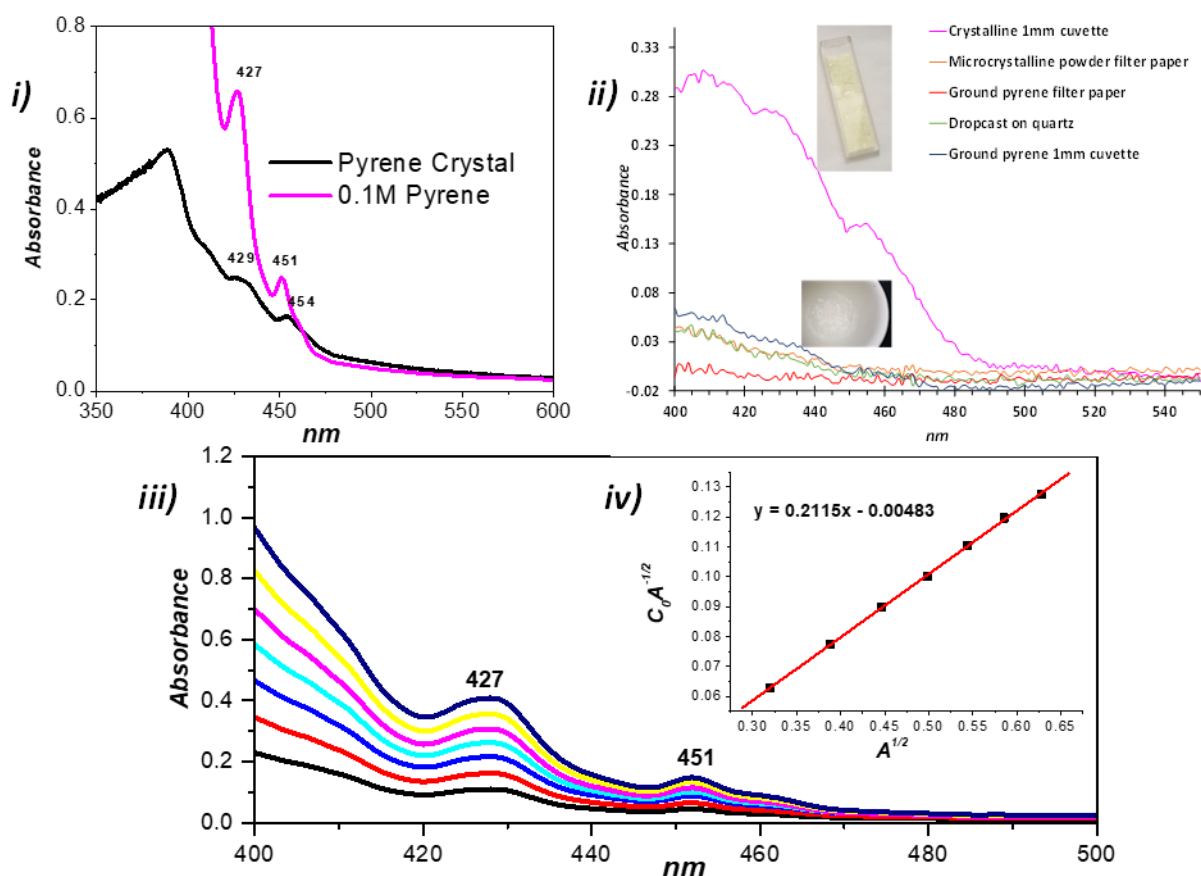 i)
Absorbance
0.8
0.6
0.4
0.2
0.0
427
429
451
454
Pyrene Crystal
0.1M Pyrene
350
400
450
500
550
600
nm
ii)
Absorbance
0.33
0.28
0.23
0.18
0.13
0.08
0.03
-0.02
Crystalline 1mm cuvette
Microcrystalline powder filter paper
Ground pyrene filter paper
Dropcast on quartz
Ground pyrene 1mm cuvette
400
420
440
460
480
500
520
540
nm
iii)
Absorbance
1.2
1.0
0.8
0.6
0.4
0.2
0.0
427
451
400
420
440
460
480
500
nm
iv)
C₀A⁻¹ᐟ²
0.13
0.12
0.11
0.10
0.09
0.08
0.07
0.06
y = 0.2115x - 0.00483
0.30 0.35 0.40 0.45 0.50 0.55 0.60 0.65
A¹ᐟ²